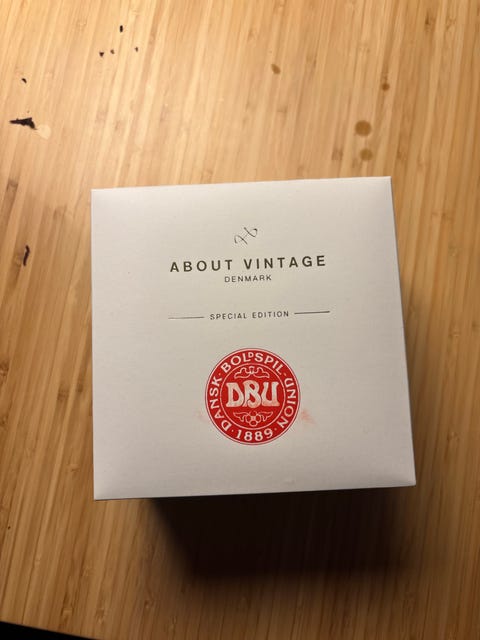 ABOUT VINTAGE
DENMARK
SPECIAL EDITION
DANSK · BOLDSPIL · UNION
DBU
· 1889 ·